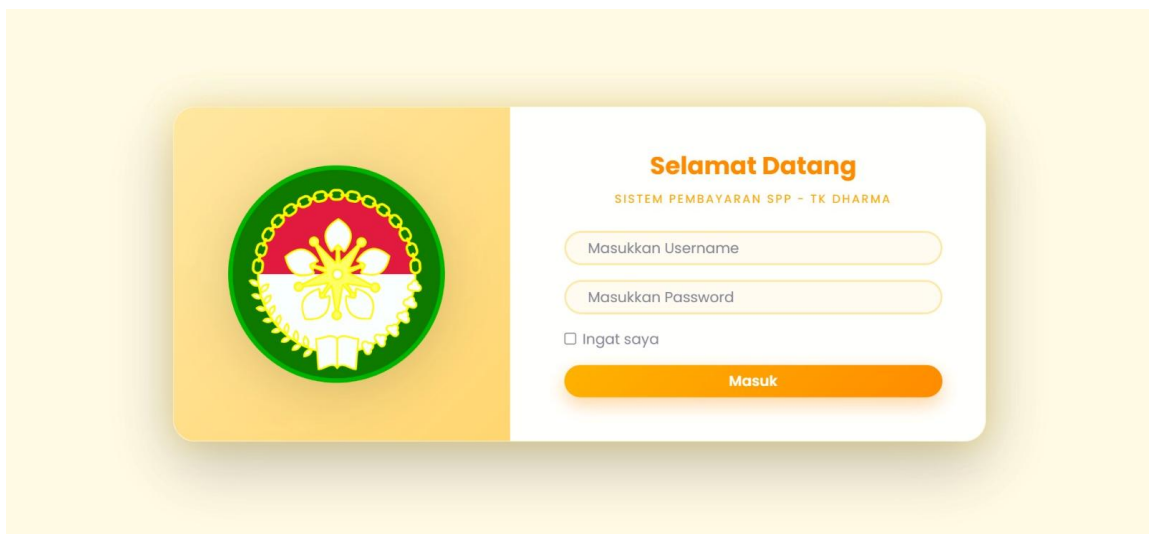 Selamat Datang
SISTEM PEMBAYARAN SPP - TK DHARMA
Masukkan Username
Masukkan Password
Ingat saya
Masuk